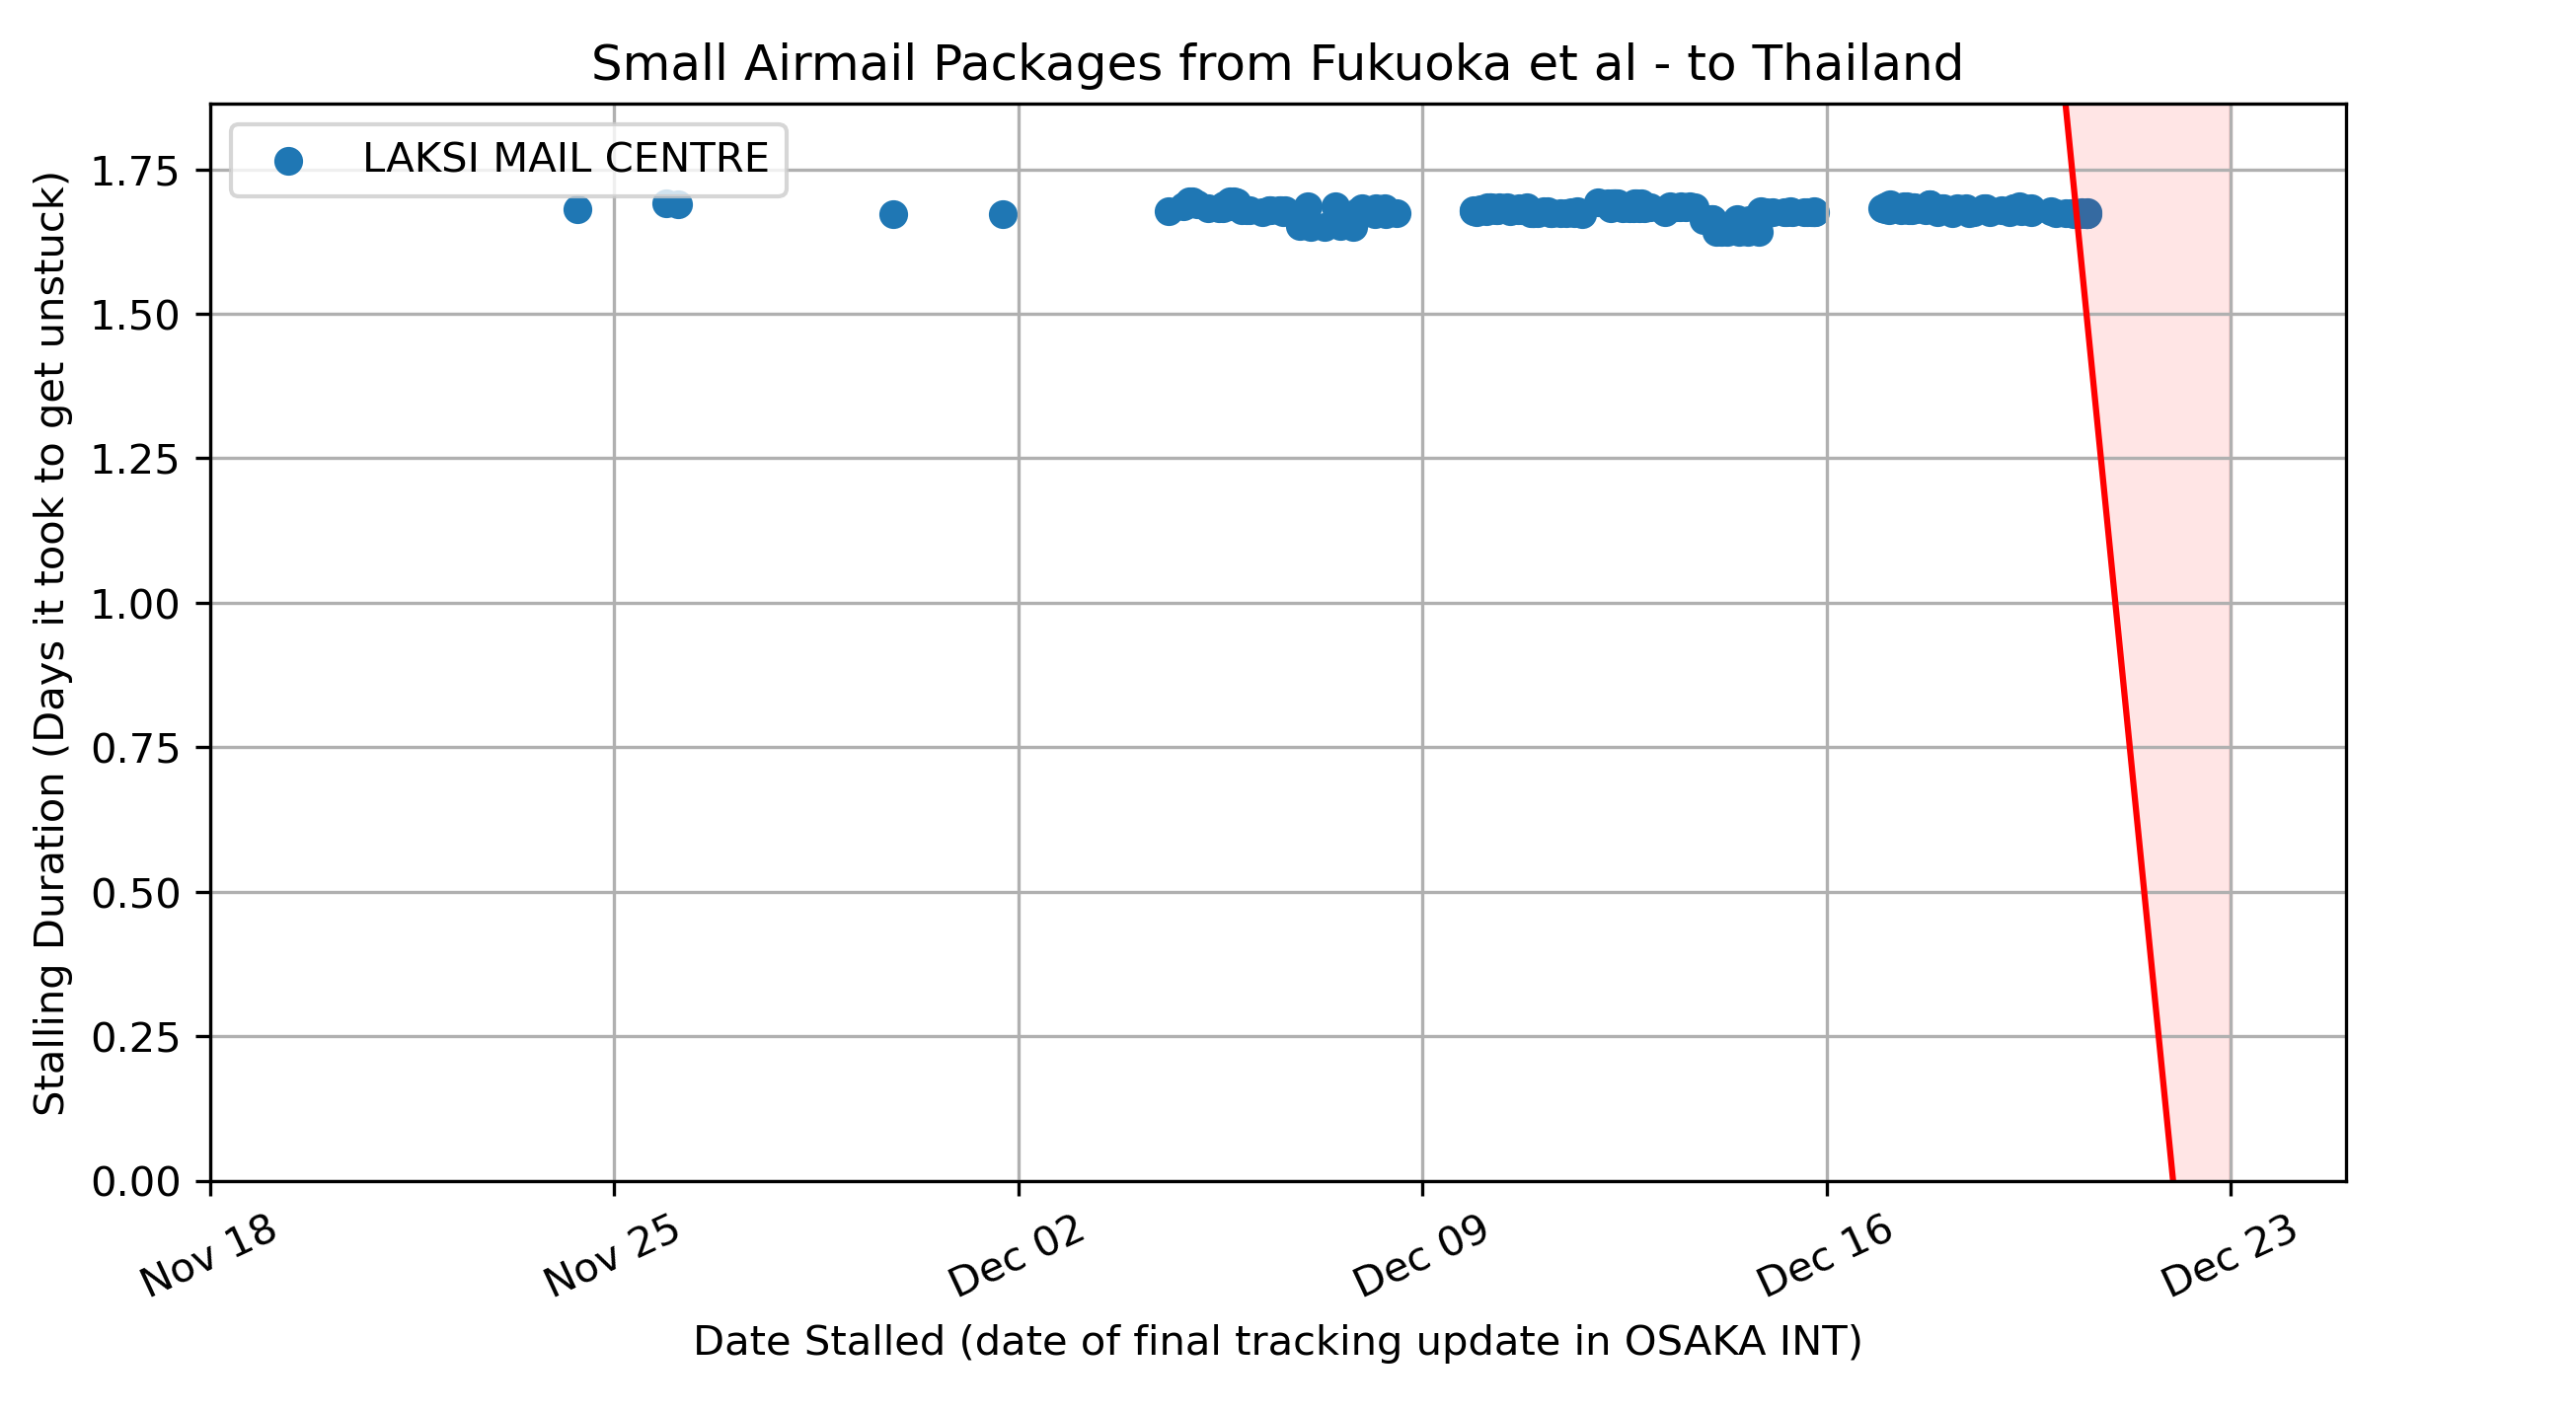 Small Airmail Packages from Fukuoka et al - to Thailand
LAKSI MAIL CENTRE
Stalling Duration (Days it took to get unstuck)
1.75
1.50
1.25
1.00
0.75
0.50
0.25
0.00
Nov 18
Nov 25
Dec 02
Dec 09
Dec 16
Dec 23
Date Stalled (date of final tracking update in OSAKA INT)